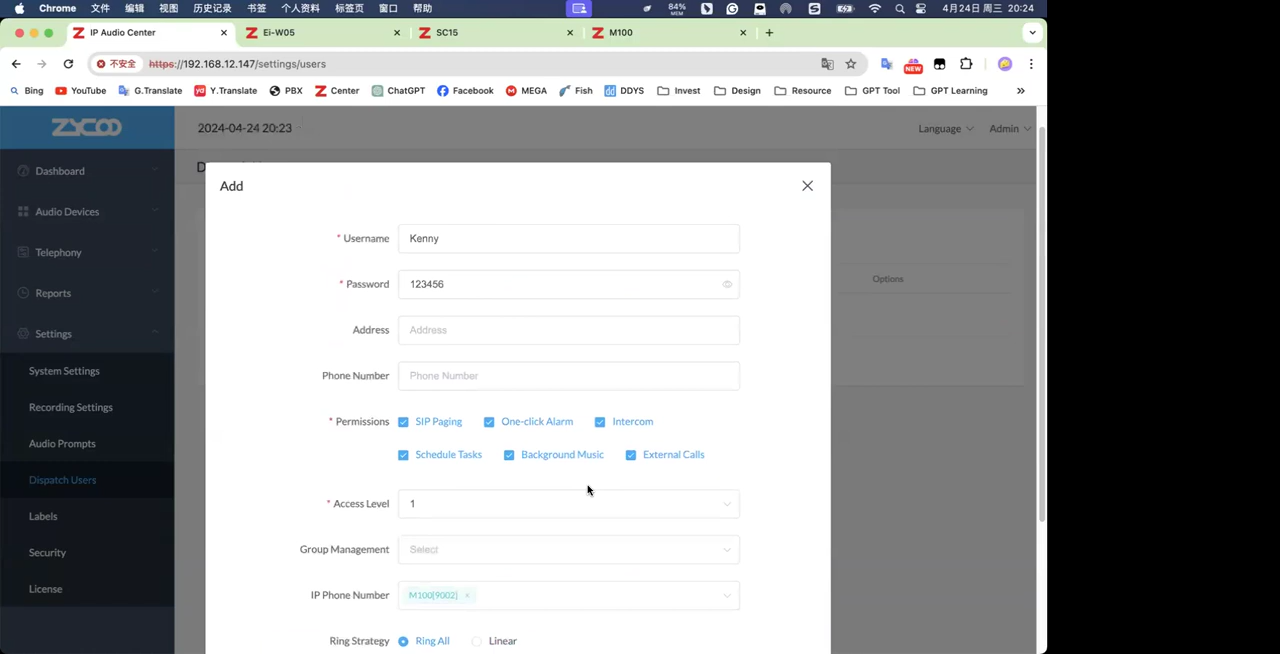 Chrome 文件 编辑 视图 历史记录 书签 个人资料 标签页 窗口 帮助 84% MEM 4月24日 周三 20:24
IP Audio Center Ei-W05 SC15 M100
不安全 https://192.168.12.147/settings/users NEW
Bing YouTube G.Translate Y.Translate PBX Center ChatGPT Facebook MEGA Fish DDYS Invest Design Resource GPT Tool GPT Learning
ZYCOO 2024-04-24 20:23 Language Admin
Dashboard
Audio Devices
Telephony
Reports
Settings
System Settings
Recording Settings
Audio Prompts
Dispatch Users
Labels
Security
License
Add
* Username Kenny
* Password 123456
Address Address
Phone Number Phone Number
* Permissions SIP Paging One-click Alarm Intercom
Schedule Tasks Background Music External Calls
* Access Level 1
Group Management Select
IP Phone Number M100[9002] ×
Ring Strategy Ring All Linear
Options